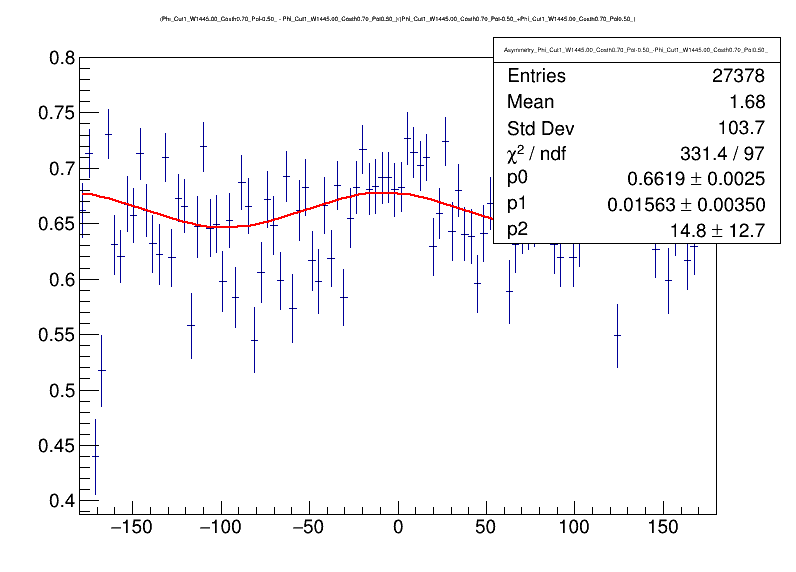 (Phi_Cut1_W1445.00_Costh0.70_Pol-0.50_ - Phi_Cut1_W1445.00_Costh0.70_Pol0.50_)/(Phi_Cut1_W1445.00_Costh0.70_Pol-0.50_+Phi_Cut1_W1445.00_Costh0.70_Pol0.50_)
Asymmetry_Phi_Cut1_W1445.00_Costh0.70_Pol-0.50_-Phi_Cut1_W1445.00_Costh0.70_Pol0.50_
Entries 27378
Mean 1.68
Std Dev 103.7
χ² / ndf 331.4 / 97
p0 0.6619 ± 0.0025
p1 0.01563 ± 0.00350
p2 14.8 ± 12.7
0.8
0.75
0.7
0.65
0.6
0.55
0.5
0.45
0.4
−150 −100 −50 0 50 100 150